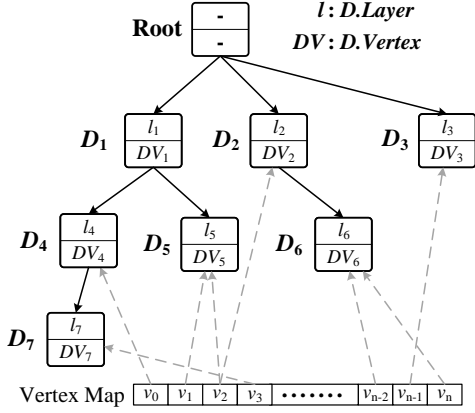 Root
-
-
l : D.Layer
DV : D.Vertex
D₁
l₁
DV₁
D₂
l₂
DV₂
D₃
l₃
DV₃
D₄
l₄
DV₄
D₅
l₅
DV₅
D₆
l₆
DV₆
D₇
l₇
DV₇
Vertex Map v₀ v₁ v₂ v₃ ....... vₙ₋₂ vₙ₋₁ vₙ